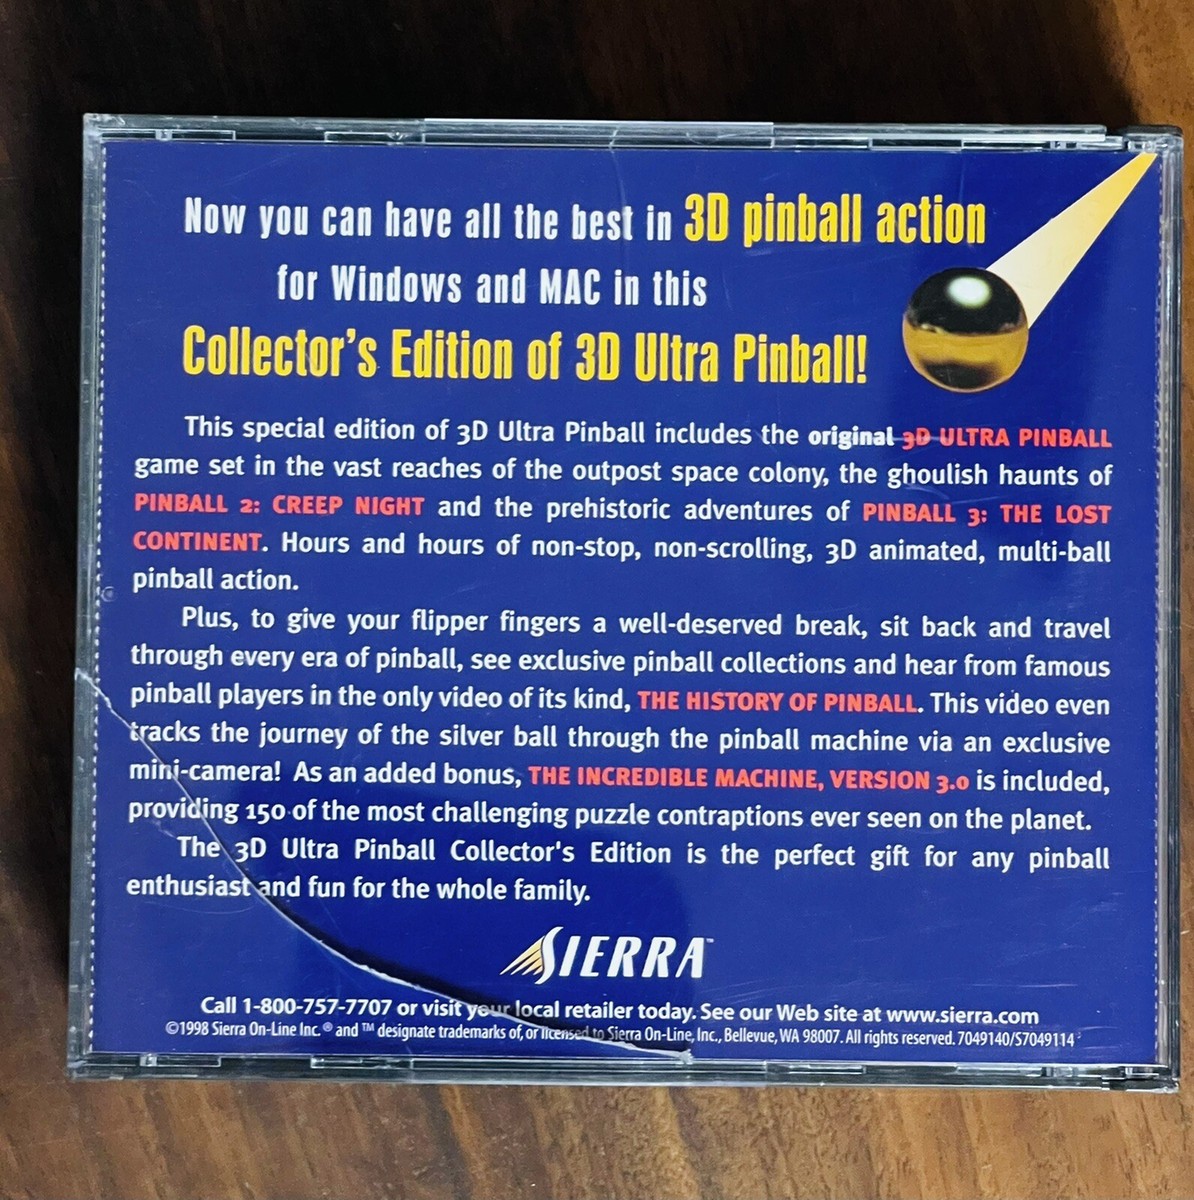 Now you can have all the best in 3D pinball action
for Windows and MAC in this
Collector's Edition of 3D Ultra Pinball!
This special edition of 3D Ultra Pinball includes the original 3D ULTRA PINBALL
game set in the vast reaches of the outpost space colony, the ghoulish haunts of
PINBALL 2: CREEP NIGHT and the prehistoric adventures of PINBALL 3: THE LOST
CONTINENT. Hours and hours of non-stop, non-scrolling, 3D animated, multi-ball
pinball action.
Plus, to give your flipper fingers a well-deserved break, sit back and travel
through every era of pinball, see exclusive pinball collections and hear from famous
pinball players in the only video of its kind, THE HISTORY OF PINBALL. This video even
tracks the journey of the silver ball through the pinball machine via an exclusive
mini-camera! As an added bonus, THE INCREDIBLE MACHINE, VERSION 3.0 is included,
providing 150 of the most challenging puzzle contraptions ever seen on the planet.
The 3D Ultra Pinball Collector's Edition is the perfect gift for any pinball
enthusiast and fun for the whole family.
SIERRA™
Call 1-800-757-7707 or visit your local retailer today. See our Web site at www.sierra.com
©1998 Sierra On-Line Inc. ® and ™ designate trademarks of, or licensed to Sierra On-Line, Inc., Bellevue, WA 98007. All rights reserved. 7049140/S7049114